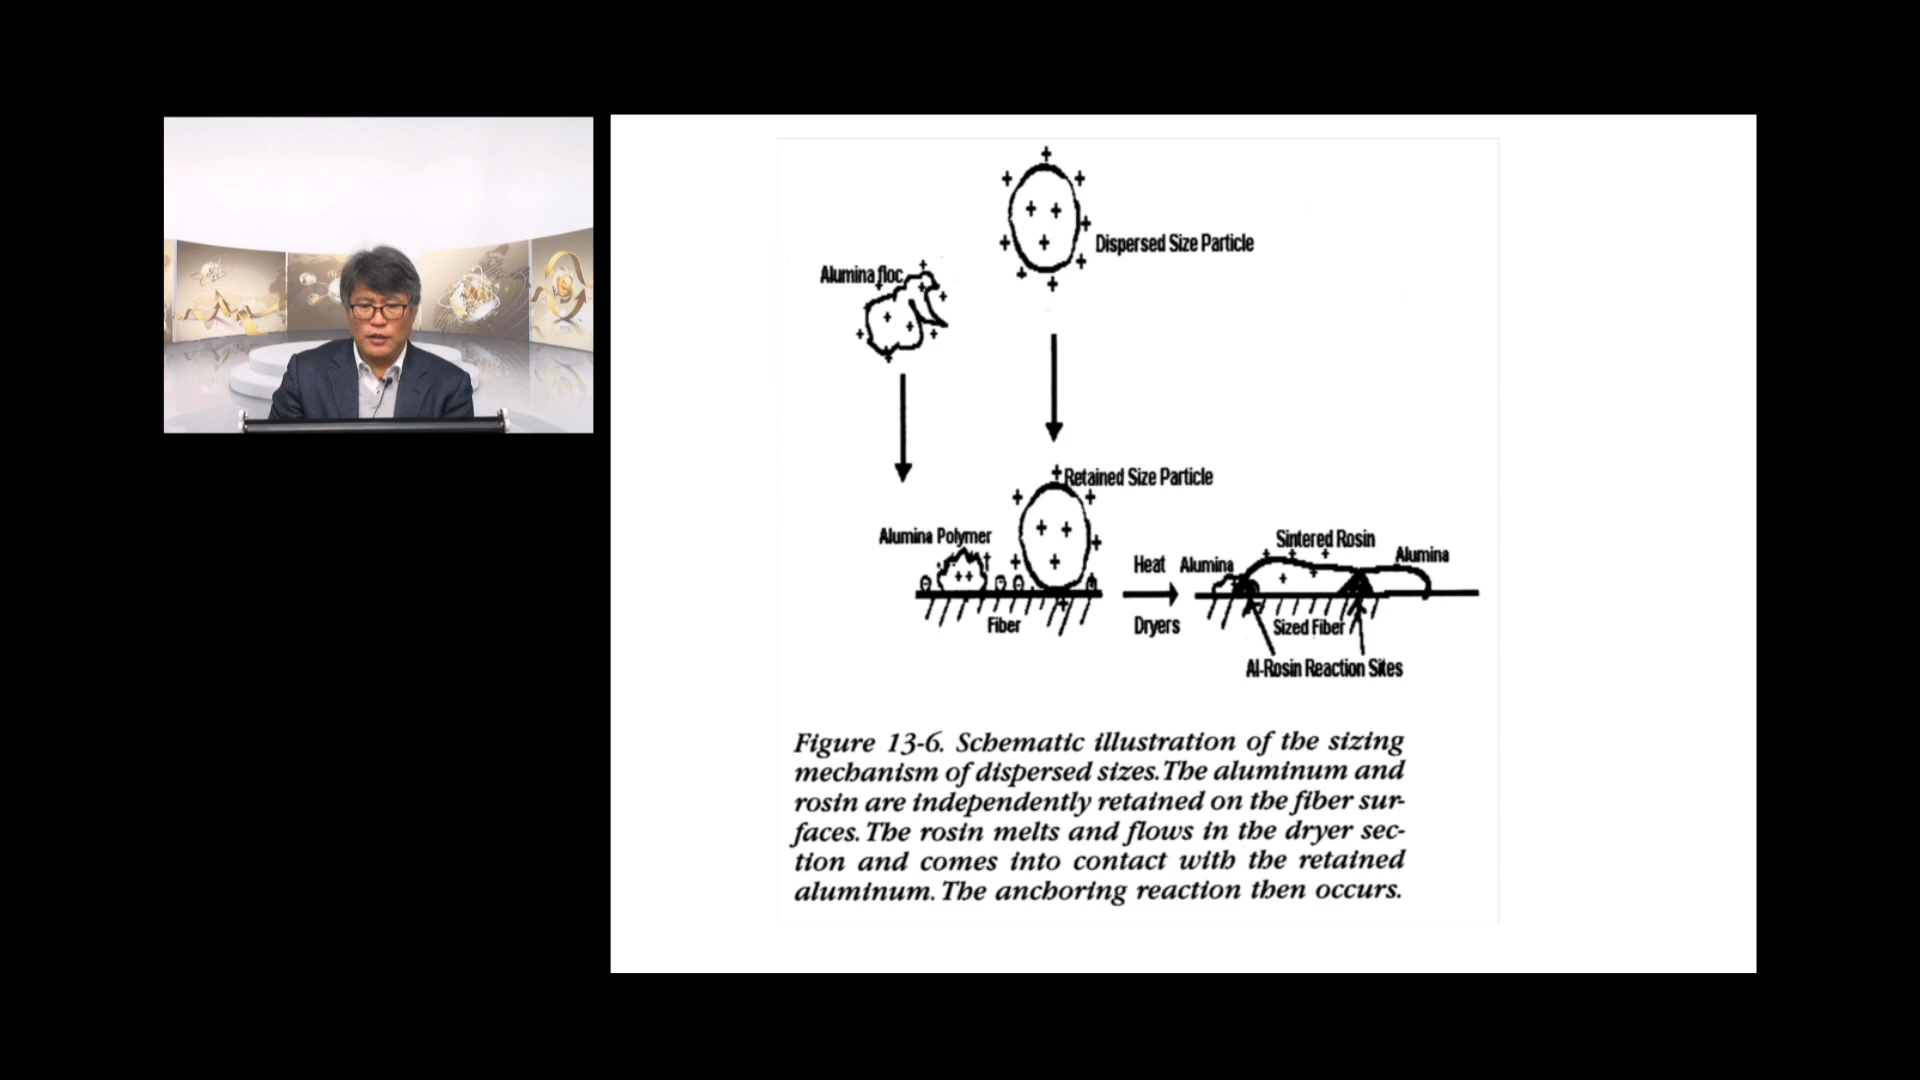 Dispersed Size Particle
Alumina floc
Retained Size Particle
Alumina Polymer
Sintered Rosin
Alumina
Heat
Alumina
Fiber
Dryers
Sized Fiber
Al-Rosin Reaction Sites
Figure 13-6. Schematic illustration of the sizing
mechanism of dispersed sizes. The aluminum and
rosin are independently retained on the fiber sur-
faces. The rosin melts and flows in the dryer sec-
tion and comes into contact with the retained
aluminum. The anchoring reaction then occurs.